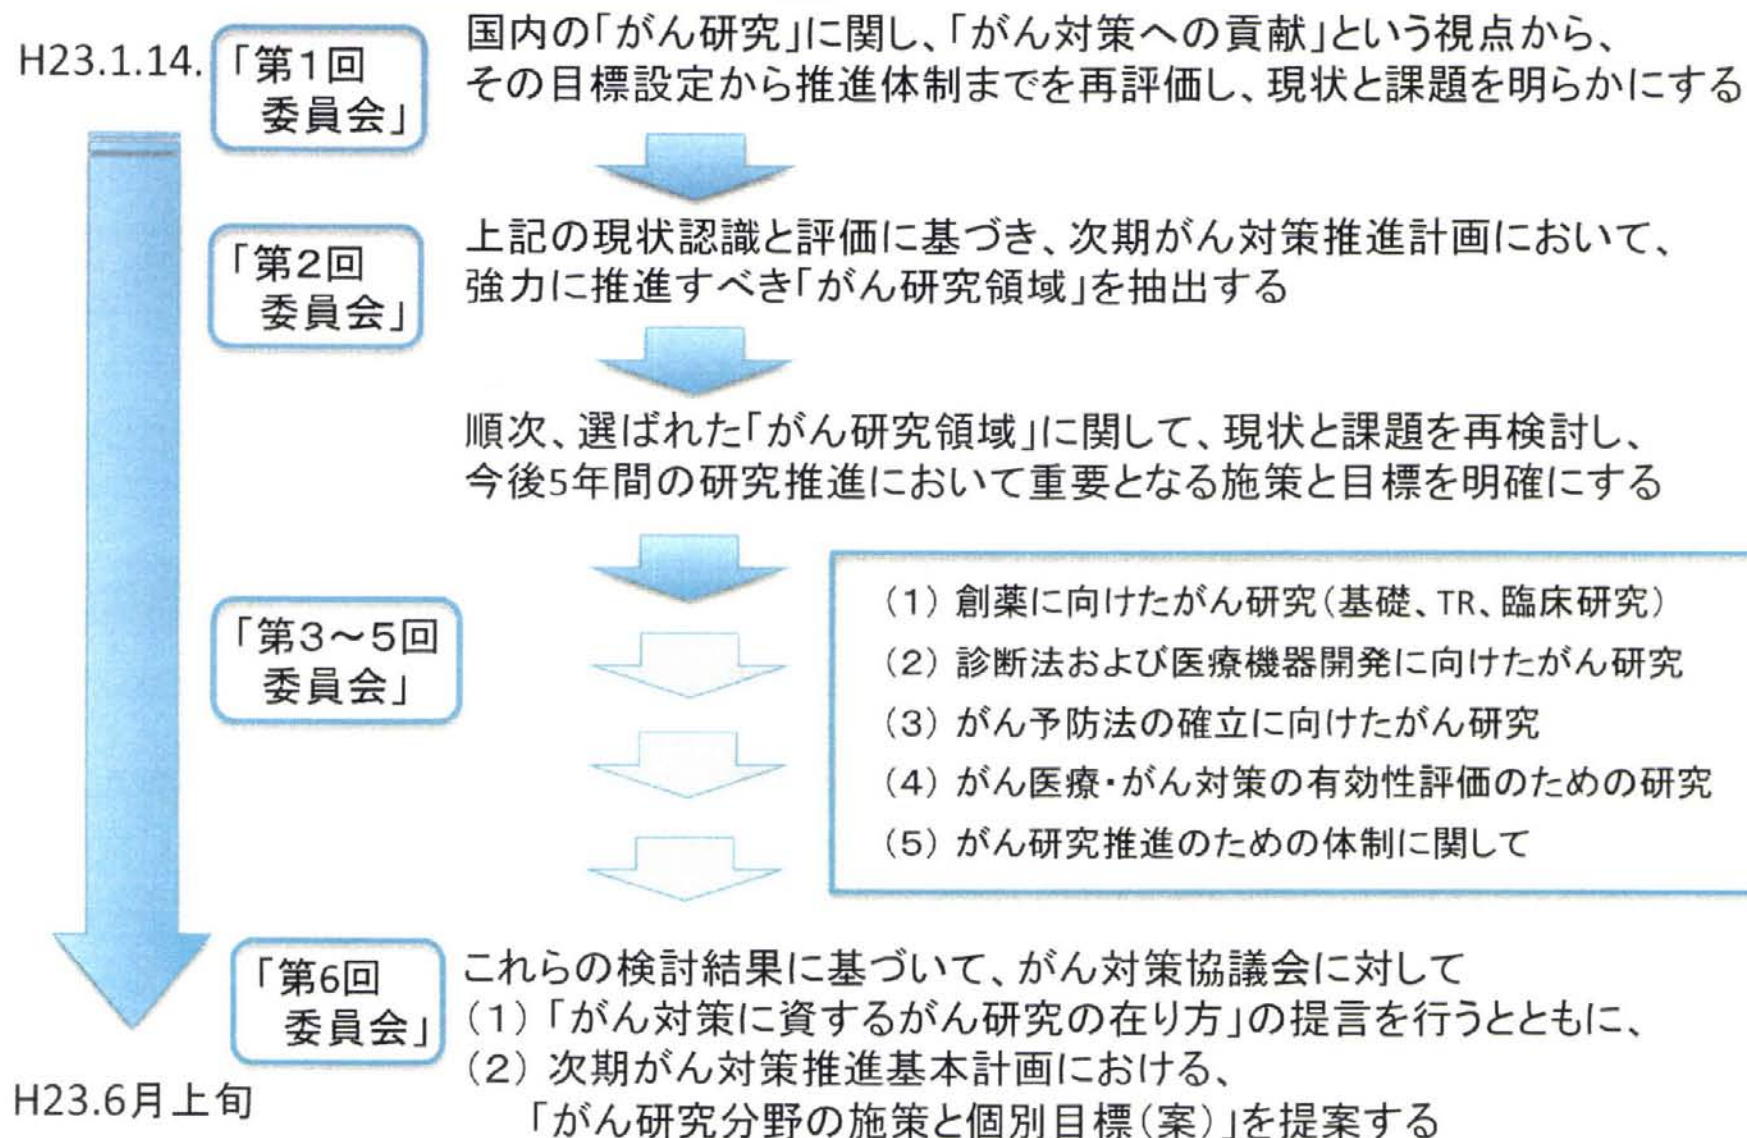 H23.1.14.
「第1回
委員会」
国内の「がん研究」に関し、「がん対策への貢献」という視点から、
その目標設定から推進体制までを再評価し、現状と課題を明らかにする
「第2回
委員会」
上記の現状認識と評価に基づき、次期がん対策推進計画において、
強力に推進すべき「がん研究領域」を抽出する
順次、選ばれた「がん研究領域」に関して、現状と課題を再検討し、
今後5年間の研究推進において重要となる施策と目標を明確にする
「第3～5回
委員会」
（1）創薬に向けたがん研究（基礎、TR、臨床研究）
（2）診断法および医療機器開発に向けたがん研究
（3）がん予防法の確立に向けたがん研究
（4）がん医療・がん対策の有効性評価のための研究
（5）がん研究推進のための体制に関して
「第6回
委員会」
これらの検討結果に基づいて、がん対策協議会に対して
（1）「がん対策に資するがん研究の在り方」の提言を行うとともに、
（2）次期がん対策推進基本計画における、
「がん研究分野の施策と個別目標（案）」を提案する
H23.6月上旬